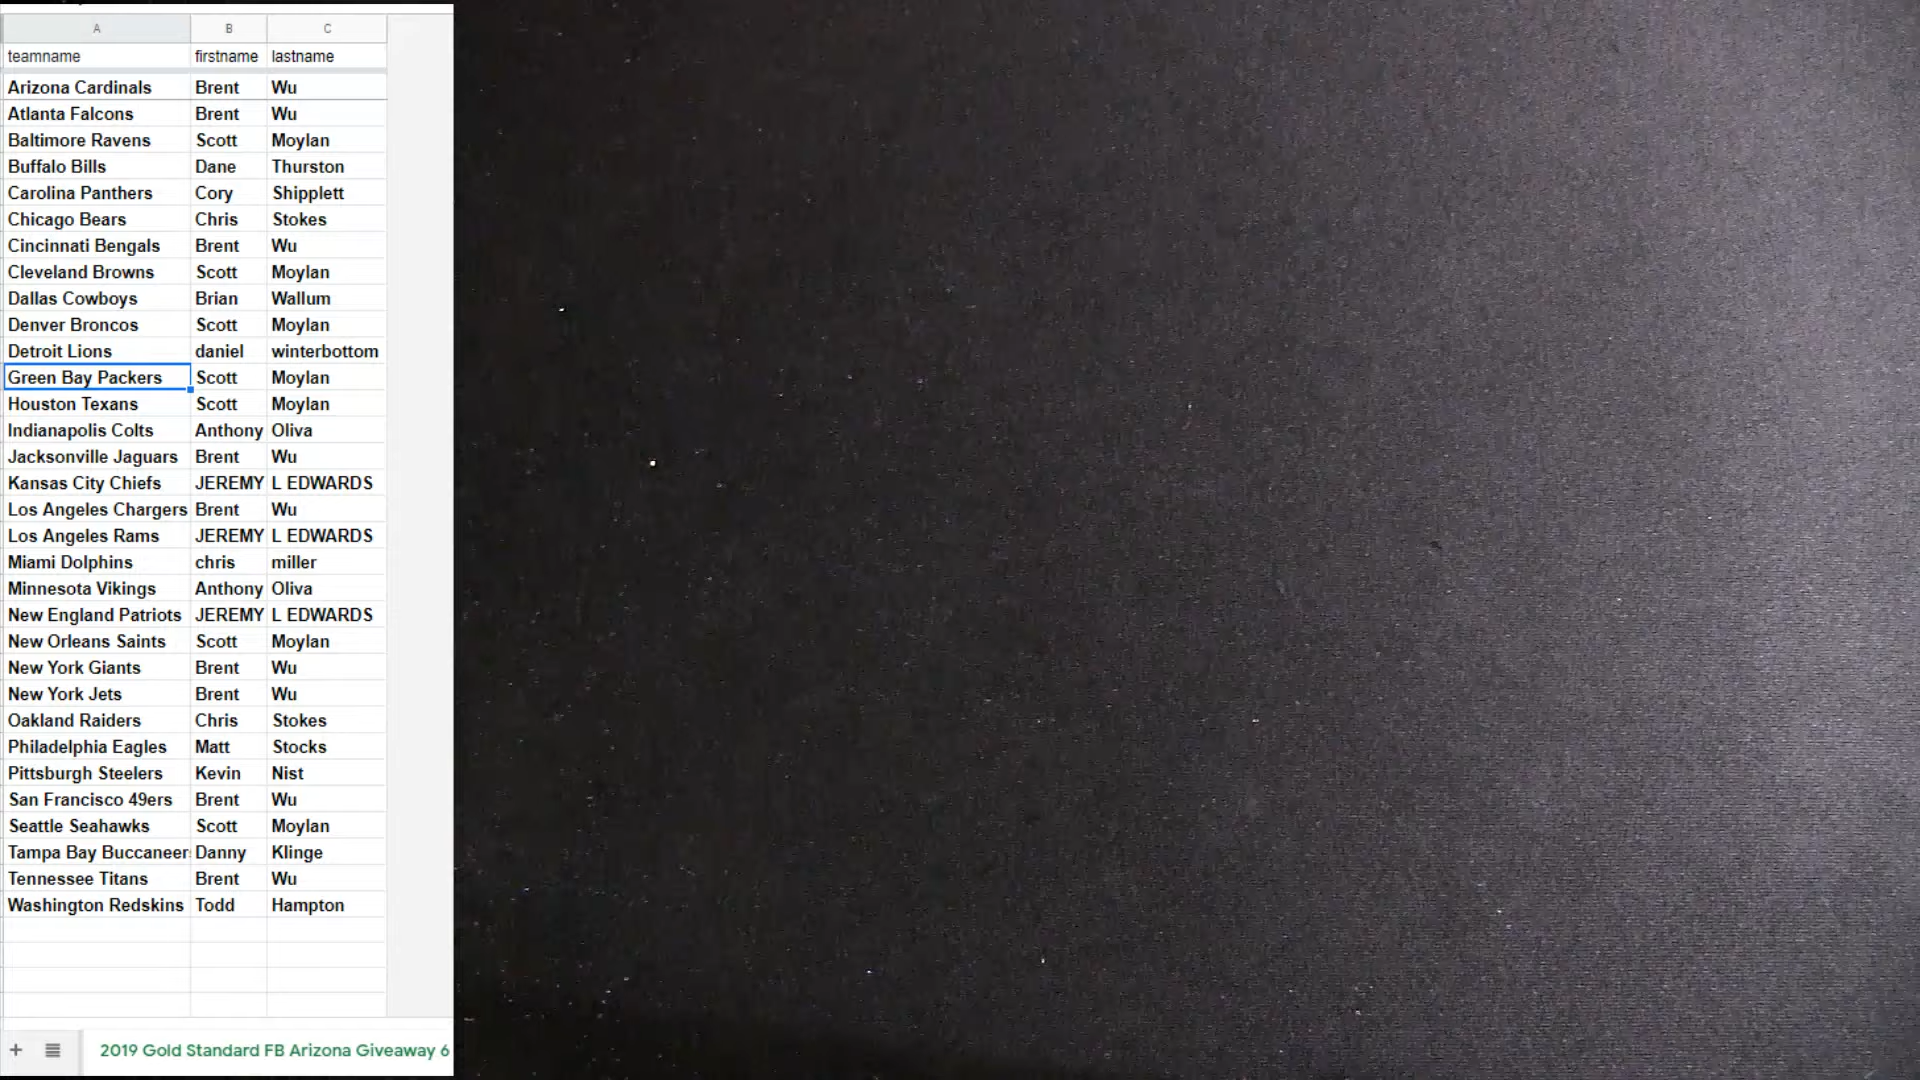 A B C
teamname firstname lastname
Arizona Cardinals Brent Wu
Atlanta Falcons Brent Wu
Baltimore Ravens Scott Moylan
Buffalo Bills Dane Thurston
Carolina Panthers Cory Shipplett
Chicago Bears Chris Stokes
Cincinnati Bengals Brent Wu
Cleveland Browns Scott Moylan
Dallas Cowboys Brian Wallum
Denver Broncos Scott Moylan
Detroit Lions daniel winterbottom
Green Bay Packers Scott Moylan
Houston Texans Scott Moylan
Indianapolis Colts Anthony Oliva
Jacksonville Jaguars Brent Wu
Kansas City Chiefs JEREMY L EDWARDS
Los Angeles Chargers Brent Wu
Los Angeles Rams JEREMY L EDWARDS
Miami Dolphins chris miller
Minnesota Vikings Anthony Oliva
New England Patriots JEREMY L EDWARDS
New Orleans Saints Scott Moylan
New York Giants Brent Wu
New York Jets Brent Wu
Oakland Raiders Chris Stokes
Philadelphia Eagles Matt Stocks
Pittsburgh Steelers Kevin Nist
San Francisco 49ers Brent Wu
Seattle Seahawks Scott Moylan
Tampa Bay Buccaneer Danny Klinge
Tennessee Titans Brent Wu
Washington Redskins Todd Hampton
2019 Gold Standard FB Arizona Giveaway 6